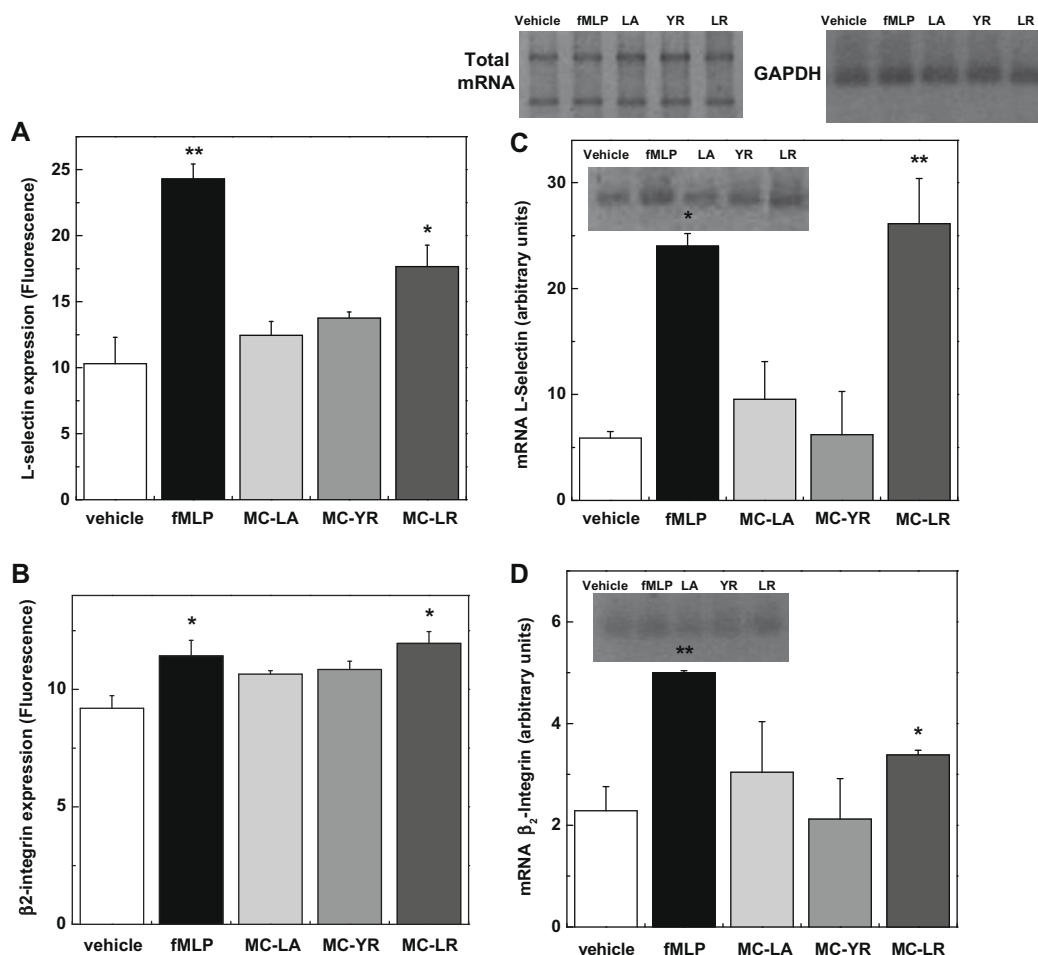 Vehicle fMLP LA YR LR
Total
mRNA
Vehicle fMLP LA YR LR
GAPDH
A
L-selectin expression (Fluorescence)
25
20
15
10
5
0
**
*
vehicle fMLP MC-LA MC-YR MC-LR
C
mRNA L-Selectin (arbitrary units)
30
20
10
0
Vehicle fMLP LA YR LR
*
**
vehicle fMLP MC-LA MC-YR MC-LR
B
β2-integrin expression (Fluorescence)
10
5
0
*
*
vehicle fMLP MC-LA MC-YR MC-LR
D
mRNA β₂-Integrin (arbitrary units)
6
4
2
0
Vehicle fMLP LA YR LR
**
*
vehicle fMLP MC-LA MC-YR MC-LR